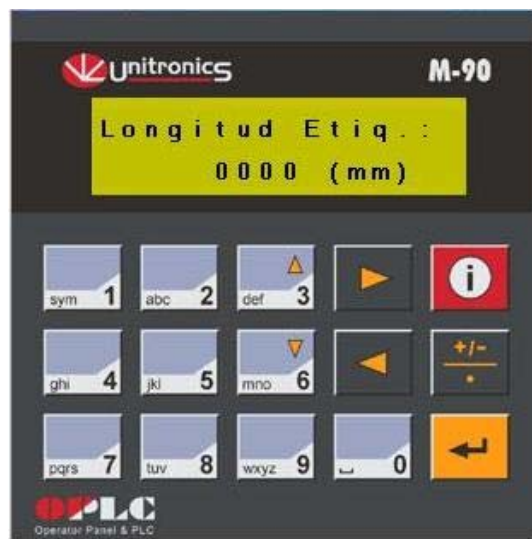 Unitronics M-90
Longitud Etiq.:
0000 (mm)
sym 1 abc 2 def 3 i
ghi 4 jkl 5 mno 6 +/- .
pqrs 7 tuv 8 wxyz 9 0
OPLC
Operator Panel & PLC